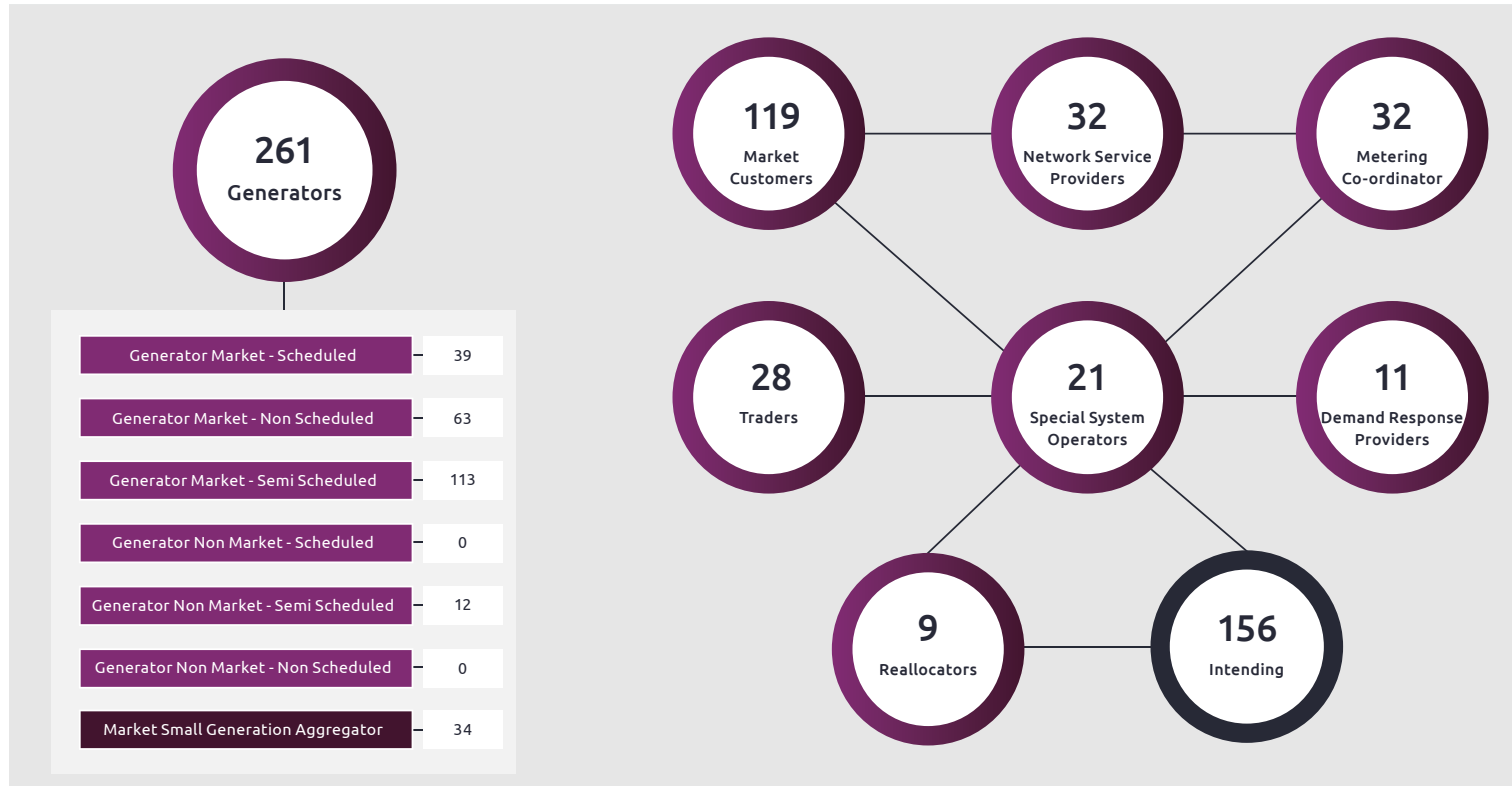 261
Generators
Generator Market - Scheduled
39
Generator Market - Non Scheduled
63
Generator Market - Semi Scheduled
113
Generator Non Market - Scheduled
0
Generator Non Market - Semi Scheduled
12
Generator Non Market - Non Scheduled
0
Market Small Generation Aggregator
34
119
Market
Customers
32
Network Service
Providers
32
Metering
Co-ordinator
28
Traders
21
Special System
Operators
11
Demand Response
Providers
9
Reallocators
156
Intending